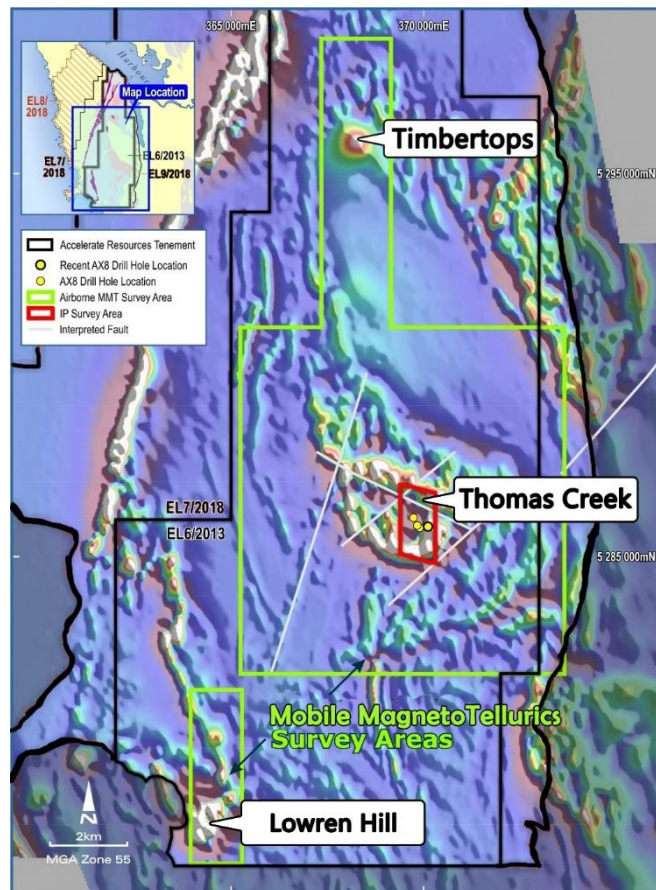 365 000mE
370 000mE
Harbour
EL8/
2018
Map Location
EL7/
2018
EL6/2013
EL9/2018
Timbertops
5 295 000mN
Accelerate Resources Tenement
Recent AX8 Drill Hole Location
AX8 Drill Hole Location
Airborne MMT Survey Area
IP Survey Area
Interpreted Fault
Thomas Creek
EL7/2018
EL6/2013
5 285 000mN
Mobile MagnetoTellurics
Survey Areas
Lowren Hill
N
2km
MGA Zone 55